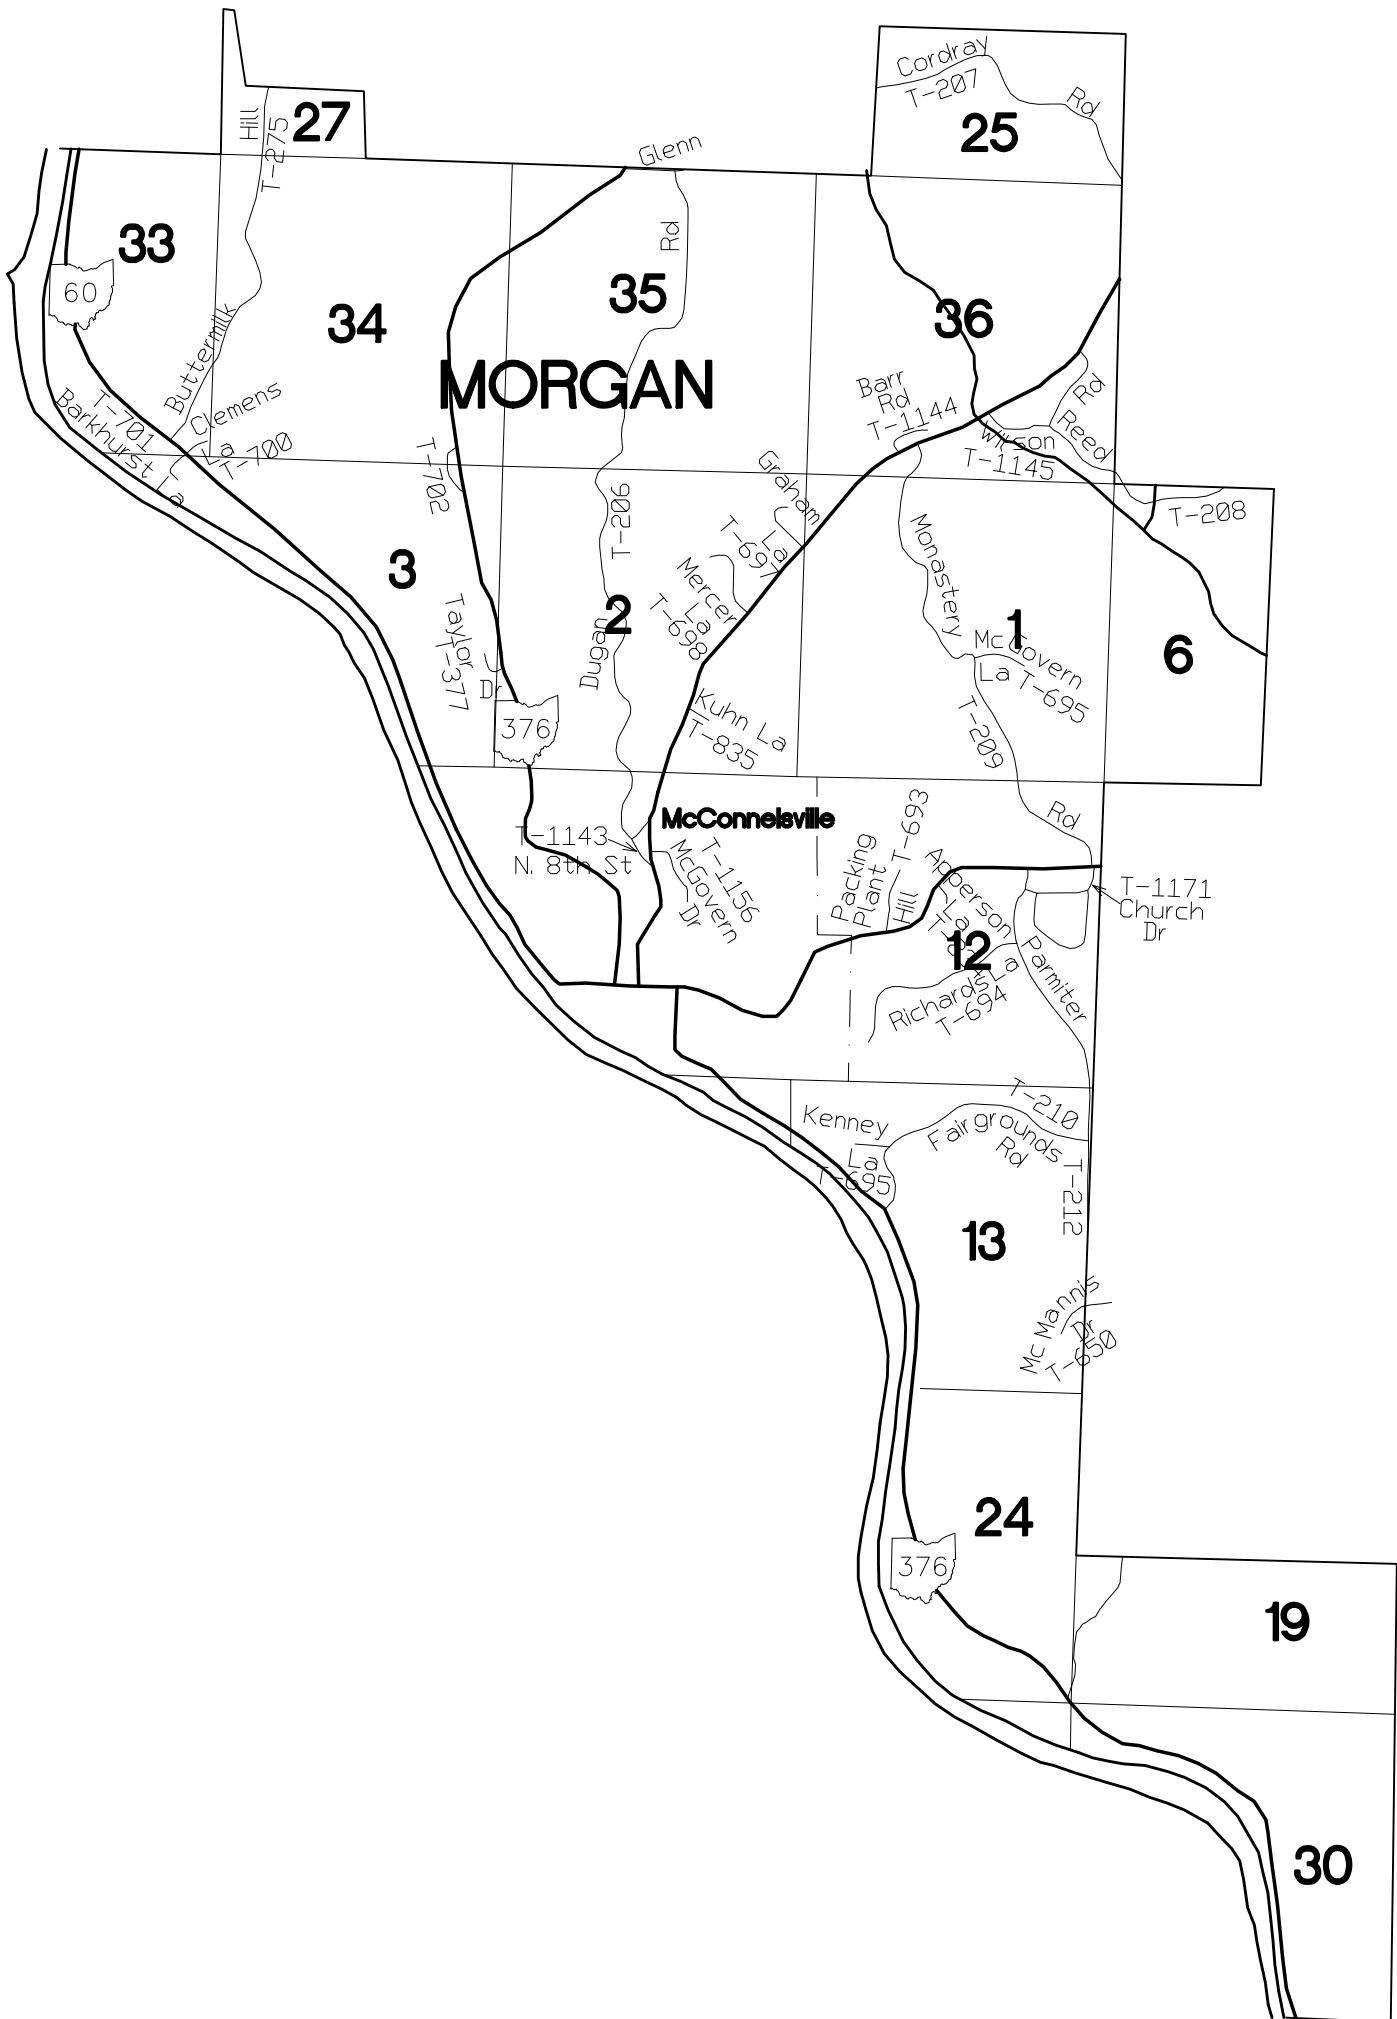 Cordray
T-207
Rd
25
27
Hill
T-275
Glenn
Rd
33
60
34
35
36
MORGAN
Buttermilk
Clemens
La
T-700
T-701
Barkhurst La
Barr
Rd
T-1144
Wilson
T-1145
Rd
Reed
T-208
T-702
T-206
Graham
La
T-697
Mercer
La
T-698
Monastery
3
2
1
6
Taylor
T-377
Dr
Dugan
Mc Govern
La T-695
376
Kuhn La
T-835
T-209
Rd
McConnelsville
T-1143
N. 8th St
T-1156
McGovern
Dr
Packing
Plant
Hill
T-693
Apperson
La
12
T-1171
Church
Dr
Parmiter
Richards La
T-694
T-210
Kenney
La
T-695
Fairgrounds
Rd
T-212
13
Mc Mannis
Dr
T-650
24
376
19
30